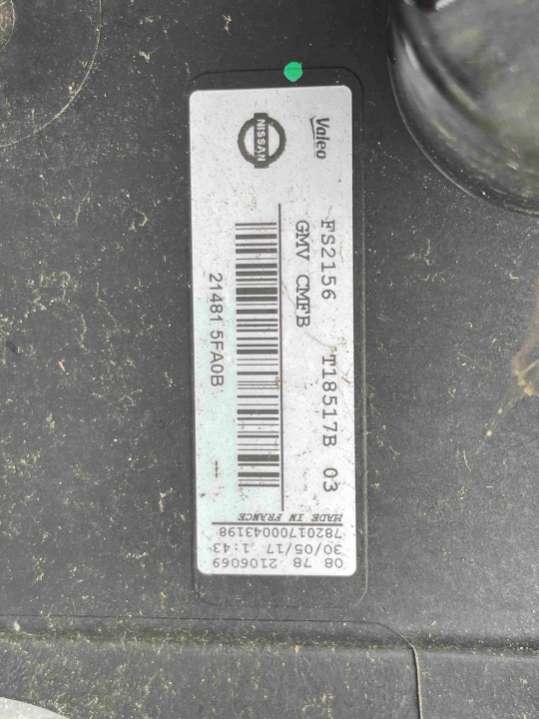 Valeo
NISSAN
FS2156 T18517B 03
GMV CMFB
21481 5FA0B ---
MADE IN FRANCE
782017000043198
30/05/17 1:43
08 78 2106069